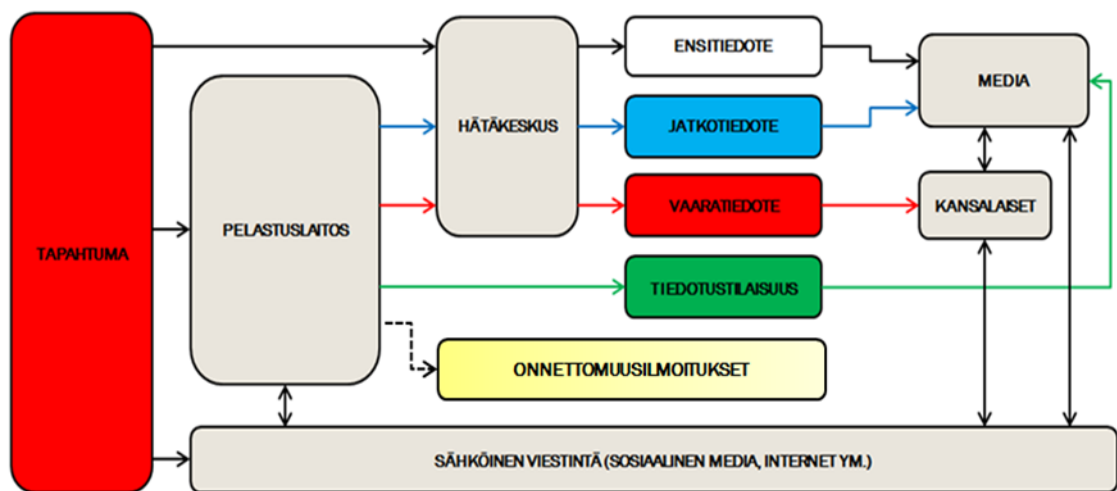 TAPAHTUMA
PELASTUSLAITOS
HÄTÄKESKUS
ENSITIEDOTE
JATKOTIEDOTE
VAARATIEDOTE
TIEDOTUSTILAISUUS
ONNETTOMUUSILMOITUKSET
MEDIA
KANSALAISET
SÄHKÖINEN VIESTINTÄ (SOSIAALINEN MEDIA, INTERNET YM.)